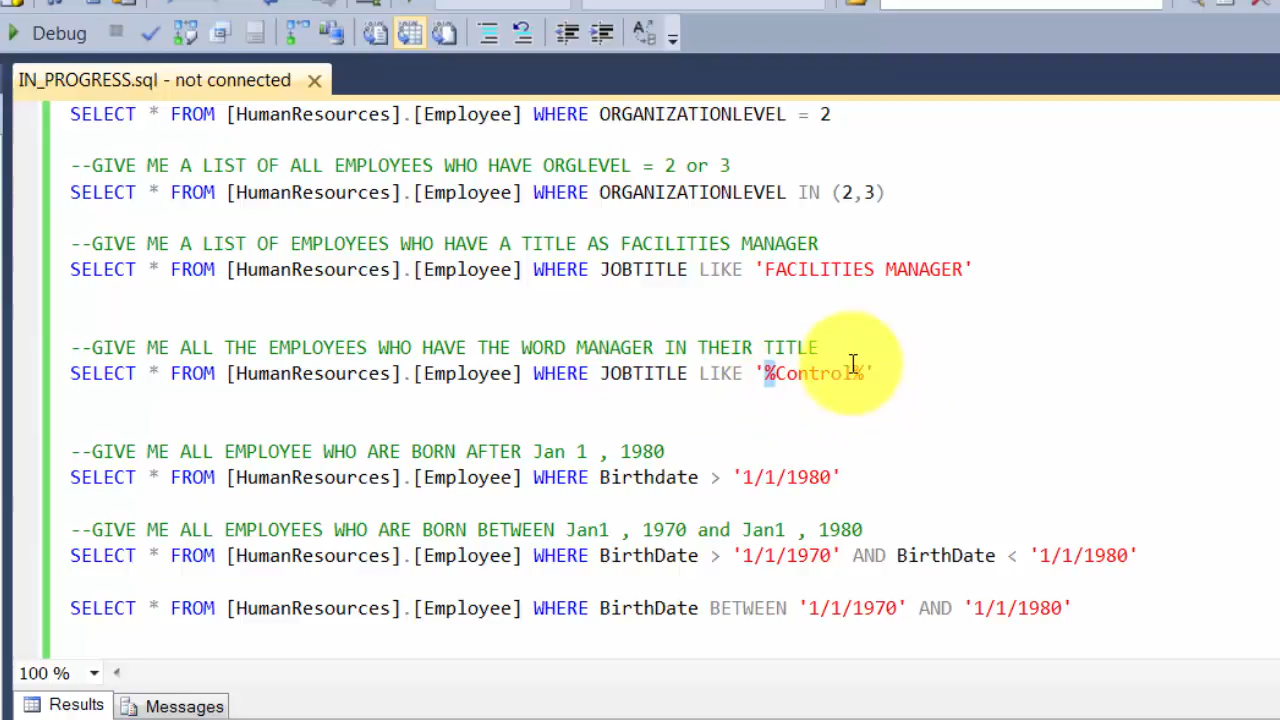 Debug
IN_PROGRESS.sql - not connected
SELECT * FROM [HumanResources].[Employee] WHERE ORGANIZATIONLEVEL = 2
--GIVE ME A LIST OF ALL EMPLOYEES WHO HAVE ORGLEVEL = 2 or 3
SELECT * FROM [HumanResources].[Employee] WHERE ORGANIZATIONLEVEL IN (2,3)
--GIVE ME A LIST OF EMPLOYEES WHO HAVE A TITLE AS FACILITIES MANAGER
SELECT * FROM [HumanResources].[Employee] WHERE JOBTITLE LIKE 'FACILITIES MANAGER'
--GIVE ME ALL THE EMPLOYEES WHO HAVE THE WORD MANAGER IN THEIR TITLE
SELECT * FROM [HumanResources].[Employee] WHERE JOBTITLE LIKE '%Control%'
--GIVE ME ALL EMPLOYEE WHO ARE BORN AFTER Jan 1 , 1980
SELECT * FROM [HumanResources].[Employee] WHERE Birthdate > '1/1/1980'
--GIVE ME ALL EMPLOYEES WHO ARE BORN BETWEEN Jan1 , 1970 and Jan1 , 1980
SELECT * FROM [HumanResources].[Employee] WHERE BirthDate > '1/1/1970' AND BirthDate < '1/1/1980'
SELECT * FROM [HumanResources].[Employee] WHERE BirthDate BETWEEN '1/1/1970' AND '1/1/1980'
100 %
Results Messages